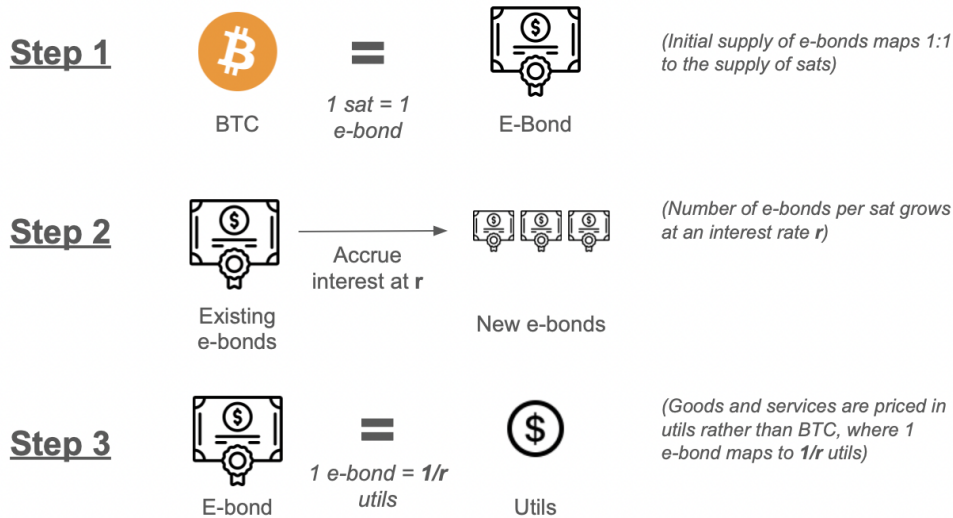 Step 1
BTC
1 sat = 1
e-bond
E-Bond
(Initial supply of e-bonds maps 1:1
to the supply of sats)
Step 2
Existing
e-bonds
Accrue
interest at r
New e-bonds
(Number of e-bonds per sat grows
at an interest rate r)
Step 3
E-bond
1 e-bond = 1/r
utils
Utils
(Goods and services are priced in
utils rather than BTC, where 1
e-bond maps to 1/r utils)